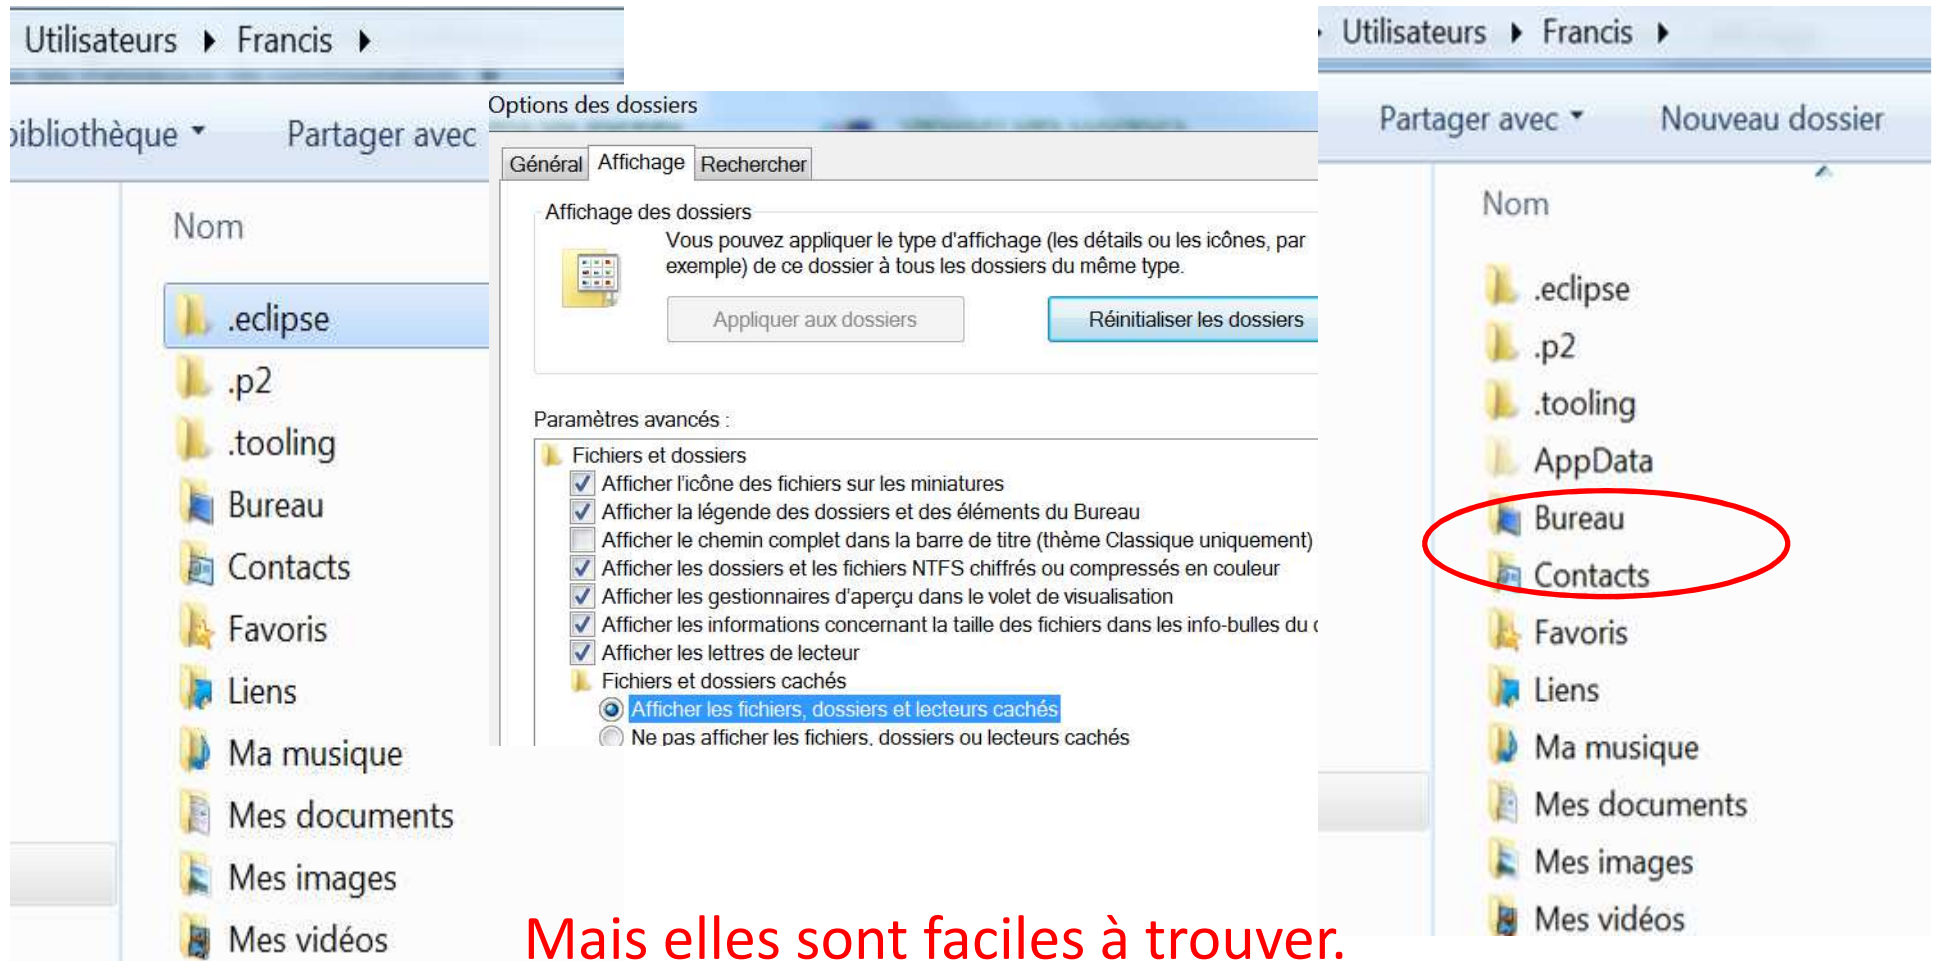 Utilisateurs Francis
bibliothèque Partager avec
Nom
.eclipse
.p2
.tooling
Bureau
Contacts
Favoris
Liens
Ma musique
Mes documents
Mes images
Mes vidéos
Options des dossiers
Général Affichage Rechercher
Affichage des dossiers
Vous pouvez appliquer le type d'affichage (les détails ou les icônes, par
exemple) de ce dossier à tous les dossiers du même type.
Appliquer aux dossiers Réinitialiser les dossiers
Paramètres avancés :
Fichiers et dossiers
Afficher l'icône des fichiers sur les miniatures
Afficher la légende des dossiers et des éléments du Bureau
Afficher le chemin complet dans la barre de titre (thème Classique uniquement)
Afficher les dossiers et les fichiers NTFS chiffrés ou compressés en couleur
Afficher les gestionnaires d'aperçu dans le volet de visualisation
Afficher les informations concernant la taille des fichiers dans les info-bulles du
Afficher les lettres de lecteur
Fichiers et dossiers cachés
Afficher les fichiers, dossiers et lecteurs cachés
Ne pas afficher les fichiers, dossiers ou lecteurs cachés
Utilisateurs Francis
Partager avec Nouveau dossier
Nom
.eclipse
.p2
.tooling
AppData
Bureau
Contacts
Favoris
Liens
Ma musique
Mes documents
Mes images
Mes vidéos
Mais elles sont faciles à trouver.